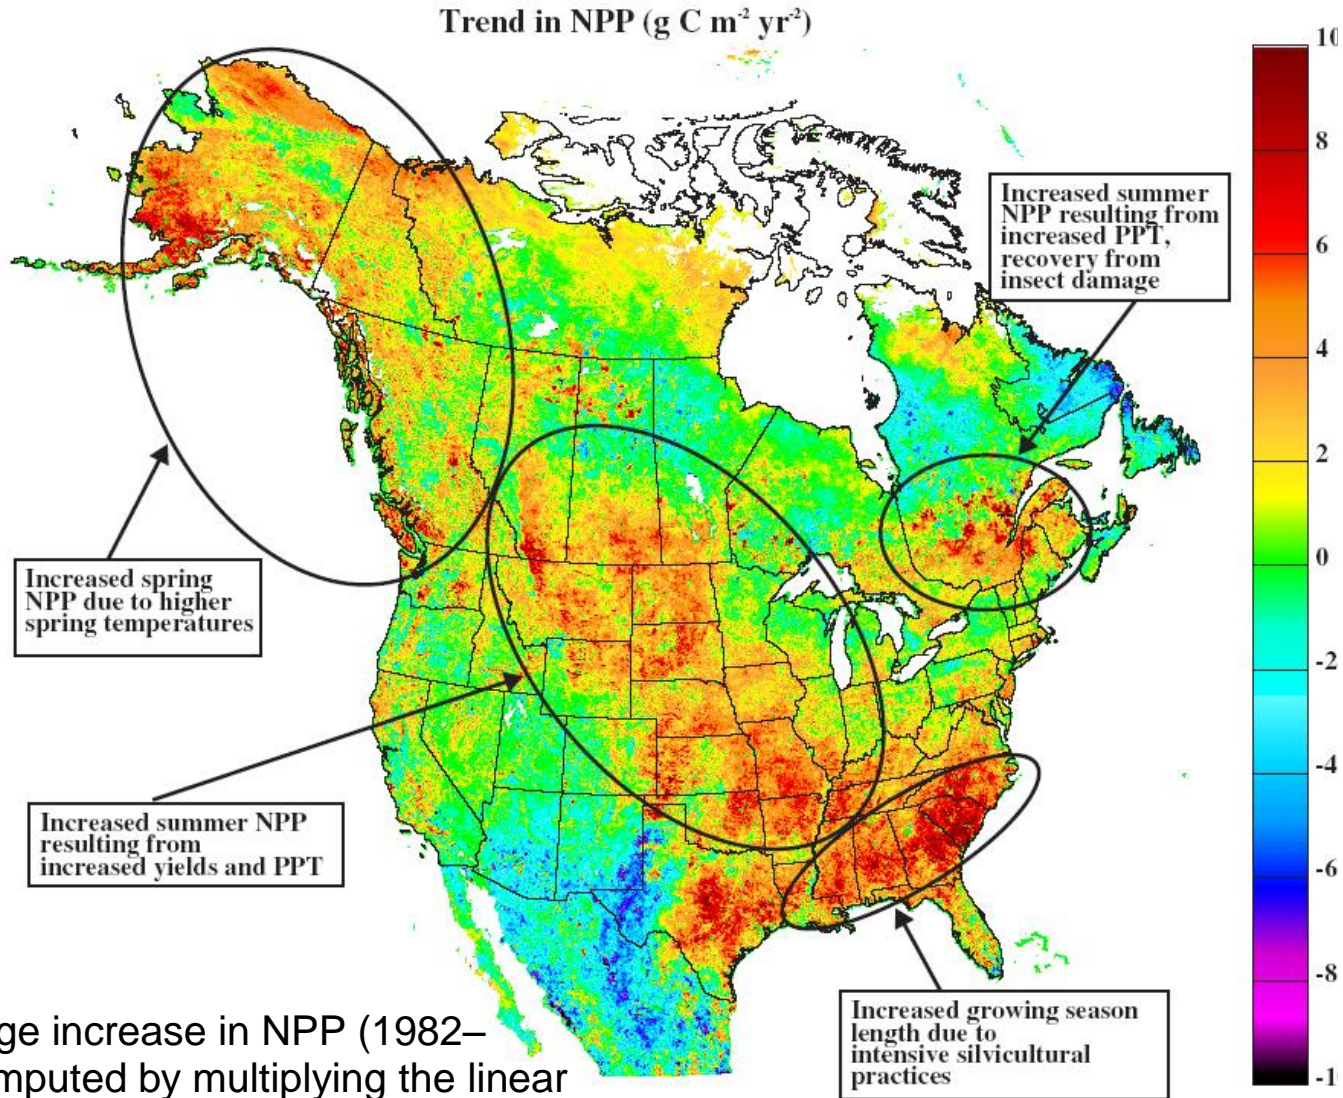 Trend in NPP (g C m⁻² yr⁻²)
10
8
6
4
2
0
-2
-4
-6
-8
Increased summer
NPP resulting from
increased PPT,
recovery from
insect damage
Increased spring
NPP due to higher
spring temperatures
Increased summer NPP
resulting from
increased yields and PPT
Increased growing season
length due to
intensive silvicultural
practices
increase in NPP (1982–
by multiplying the linear